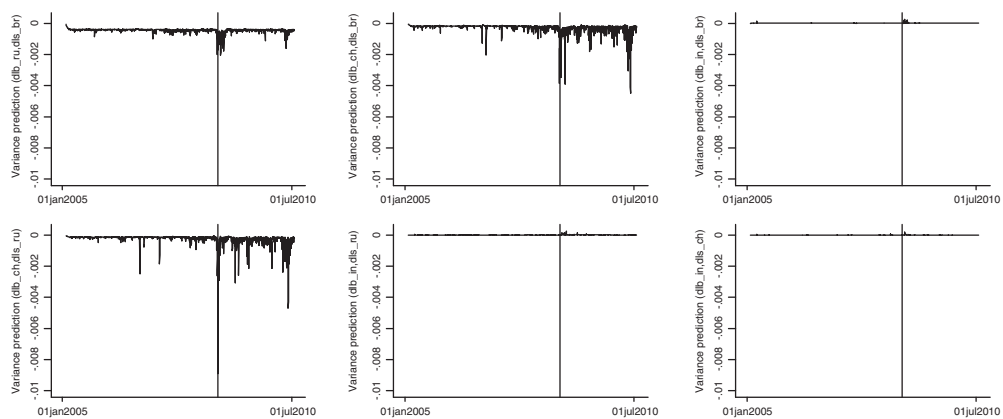 Variance prediction (dlb_ru,dls_br)
0
-.002
-.004
-.006
-.008
-.01
01jan2005
01jul2010
Variance prediction (dlb_ch,dls_br)
0
-.002
-.004
-.006
-.008
-.01
01jan2005
01jul2010
Variance prediction (dlb_in,dls_br)
0
-.002
-.004
-.006
-.008
-.01
01jan2005
01jul2010
Variance prediction (dlb_ch,dls_ru)
0
-.002
-.004
-.006
-.008
-.01
01jan2005
01jul2010
Variance prediction (dlb_in,dls_ru)
0
-.002
-.004
-.006
-.008
-.01
01jan2005
01jul2010
Variance prediction (dlb_in,dls_ch)
0
-.002
-.004
-.006
-.008
-.01
01jan2005
01jul2010